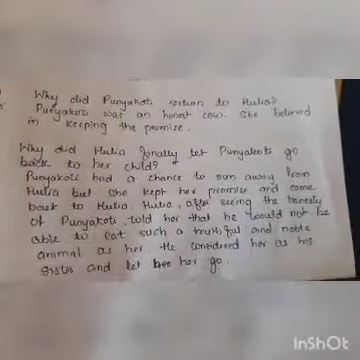 Why did Punyakoti return to Hulia?
Punyakoti was an honest cow. She believed
in keeping the promise.
Why did Hulia finally let Punyakoti go
back to her child?
Punyakoti had a chance to run away from
Hulia but she kept her promise and came
back to Hulia. Hulia, after seeing the honesty
of Punyakoti, told her that he would not be
able to eat such a truthful and noble
animal as her. He considered her as his
sister and let her go.
InShOt